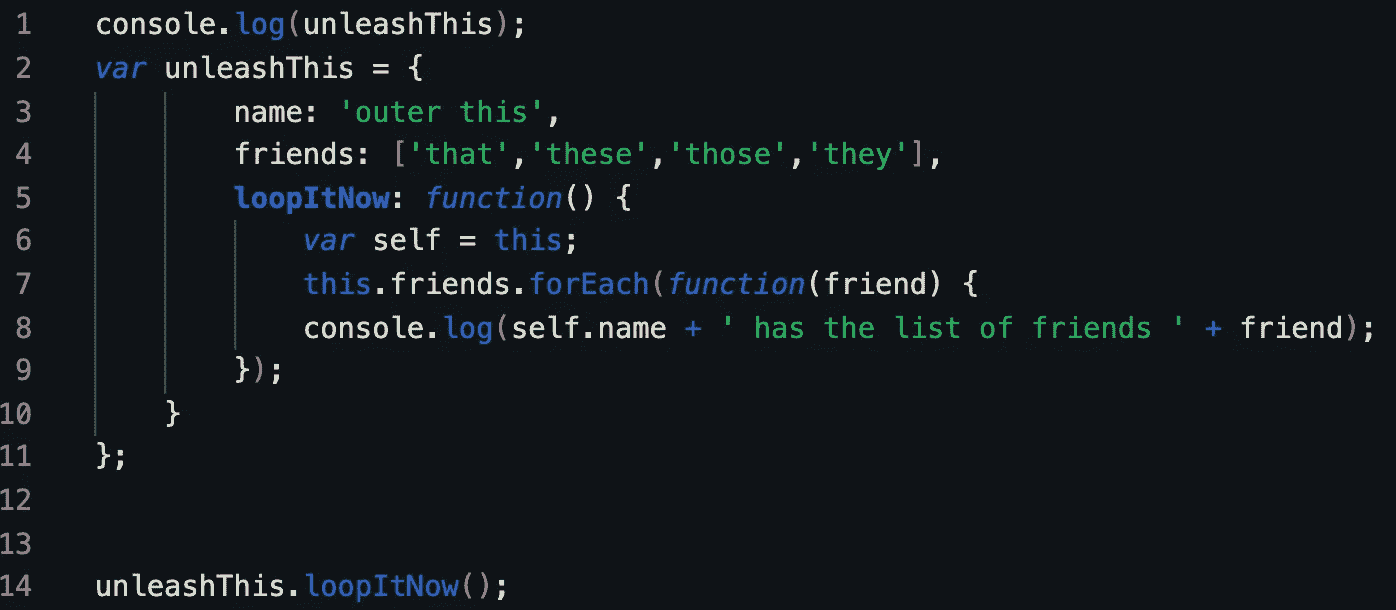 1 console.log(unleashThis);
2 var unleashThis = {
3 name: 'outer this',
4 friends: ['that','these','those','they'],
5 loopItNow: function() {
6 var self = this;
7 this.friends.forEach(function(friend) {
8 console.log(self.name + ' has the list of friends ' + friend);
9 });
10 }
11 };
12
13
14 unleashThis.loopItNow();